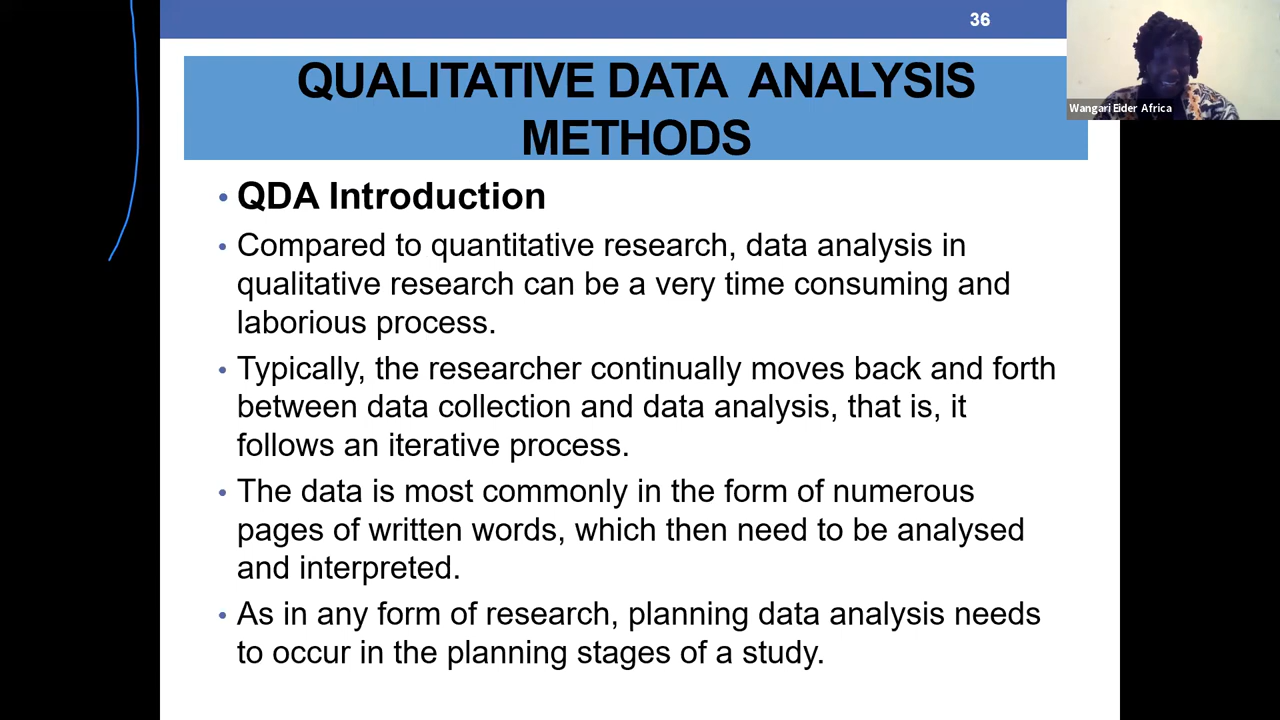 36
QUALITATIVE DATA ANALYSIS
METHODS
Wangari Eider Africa
• QDA Introduction
• Compared to quantitative research, data analysis in
qualitative research can be a very time consuming and
laborious process.
• Typically, the researcher continually moves back and forth
between data collection and data analysis, that is, it
follows an iterative process.
• The data is most commonly in the form of numerous
pages of written words, which then need to be analysed
and interpreted.
• As in any form of research, planning data analysis needs
to occur in the planning stages of a study.